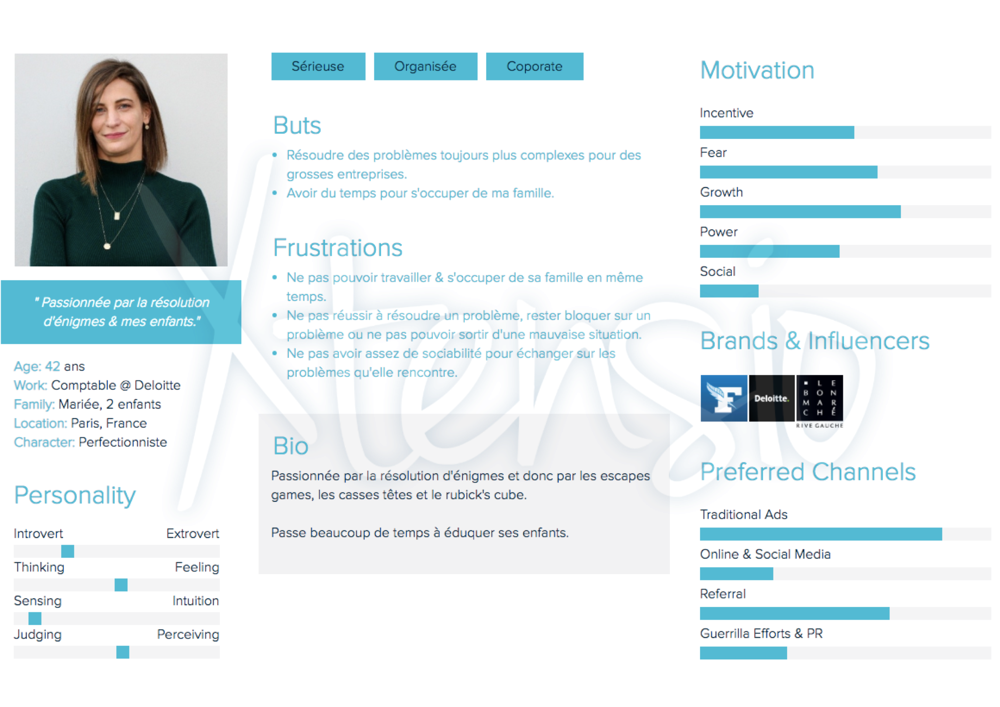 Sérieuse
Organisée
Coporate
" Passionnée par la résolution
d'énigmes & mes enfants."
Age: 42 ans
Work: Comptable @ Deloitte
Family: Mariée, 2 enfants
Location: Paris, France
Character: Perfectionniste
Personality
Introvert Extrovert
Thinking Feeling
Sensing Intuition
Judging Perceiving
Buts
• Résoudre des problèmes toujours plus complexes pour des
grosses entreprises.
• Avoir du temps pour s'occuper de ma famille.
Frustrations
• Ne pas pouvoir travailler & s'occuper de sa famille en même
temps.
• Ne pas réussir à résoudre un problème, rester bloquer sur un
problème ou ne pas pouvoir sortir d'une mauvaise situation.
• Ne pas avoir assez de sociabilité pour échanger sur les
problèmes qu'elle rencontre.
Bio
Passionnée par la résolution d'énigmes et donc par les escapes
games, les casses têtes et le rubick's cube.
Passe beaucoup de temps à éduquer ses enfants.
Motivation
Incentive
Fear
Growth
Power
Social
Brands & Influencers
F
Deloitte.
▪ L E
B O N
M A R
C H É
RIVE GAUCHE
Preferred Channels
Traditional Ads
Online & Social Media
Referral
Guerrilla Efforts & PR
Xtensio